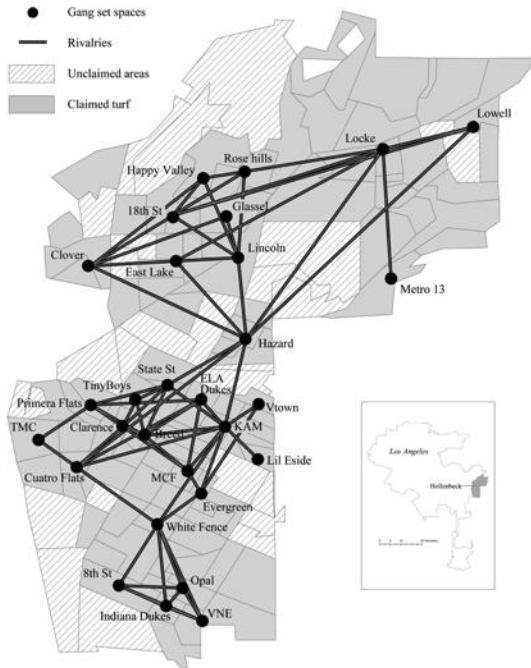 Gang set spaces
Rivalries
Unclaimed areas
Claimed turf
Lowell
Locke
Rose hills
Happy Valley
18th St
Glassel
Clover
East Lake
Lincoln
Metro 13
Hazard
State St
TinyBoys
ELA
Dukes
Primera Flats
Vtown
TMC
Clarence
Breed
KAM
Cuatro Flats
MCF
Lil Eside
Evergreen
White Fence
8th St
Opal
Indiana Dukes
VNE
Los Angeles
Hollenbeck